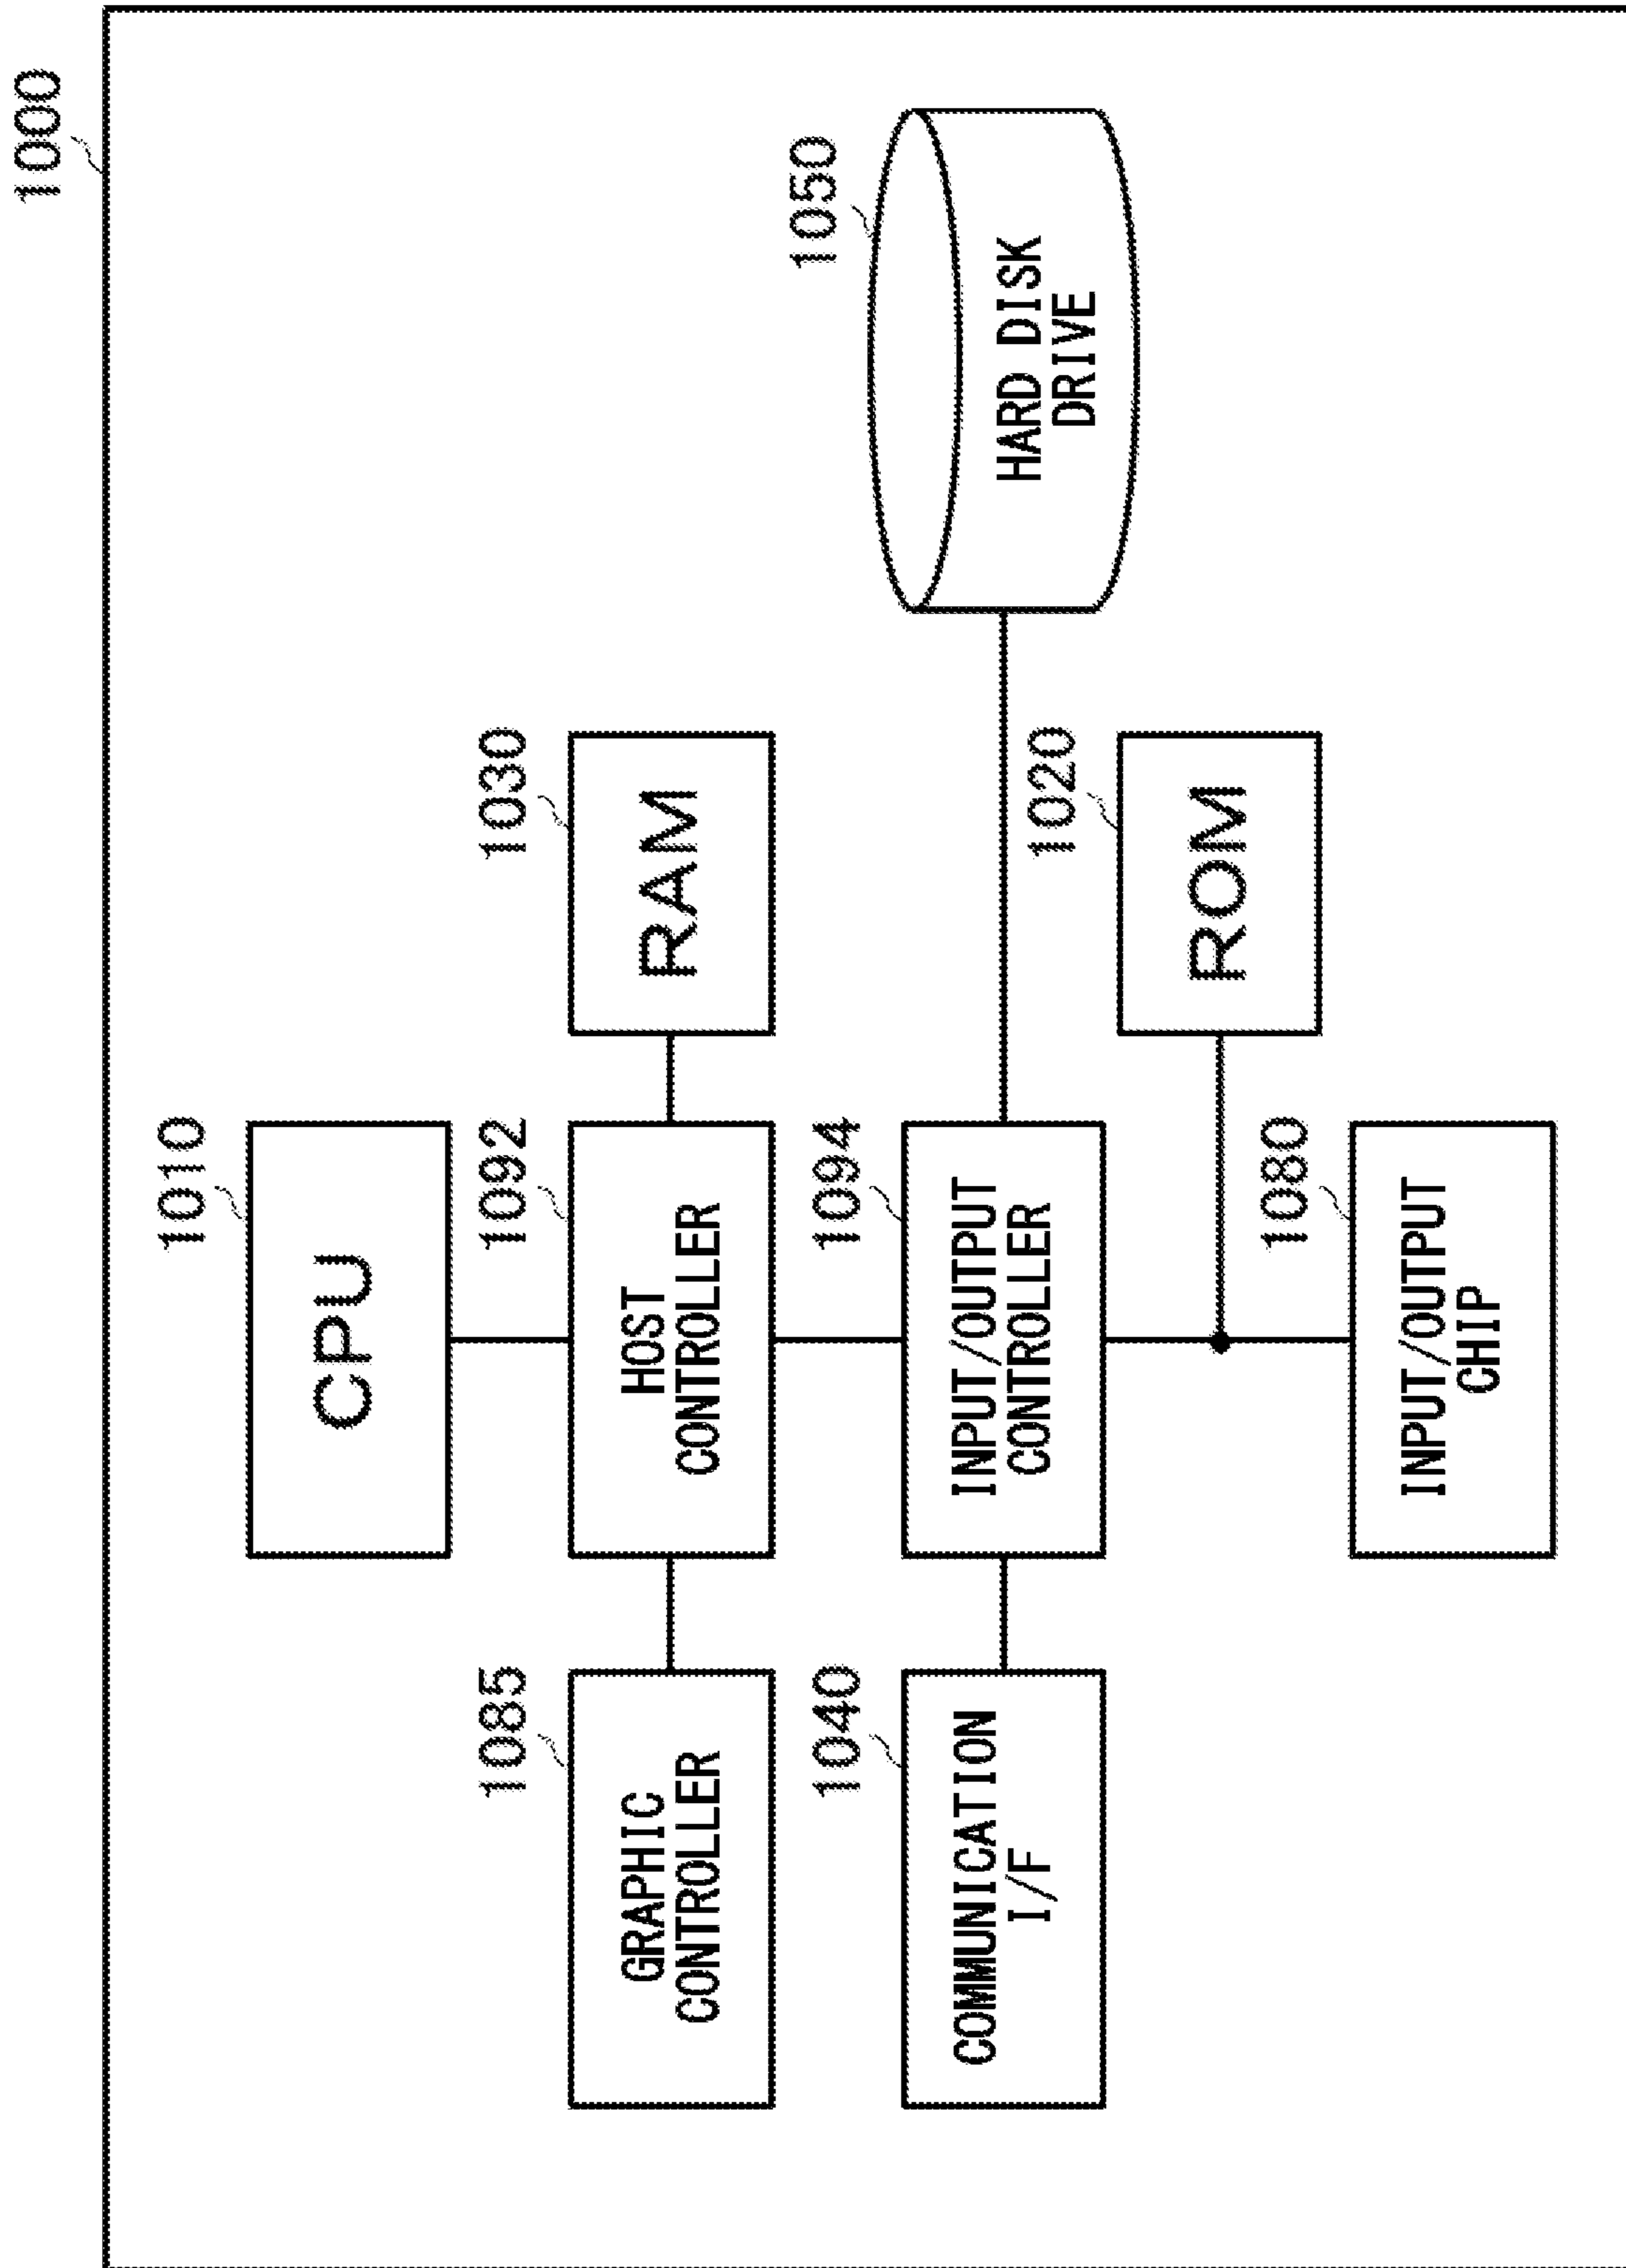 1000
1010
CPU
1085
GRAPHIC
CONTROLLER
1092
HOST
CONTROLLER
1030
RAM
1040
COMMUNICATION
I/F
1094
INPUT/OUTPUT
CONTROLLER
1050
HARD DISK
DRIVE
1020
ROM
1080
INPUT/OUTPUT
CHIP